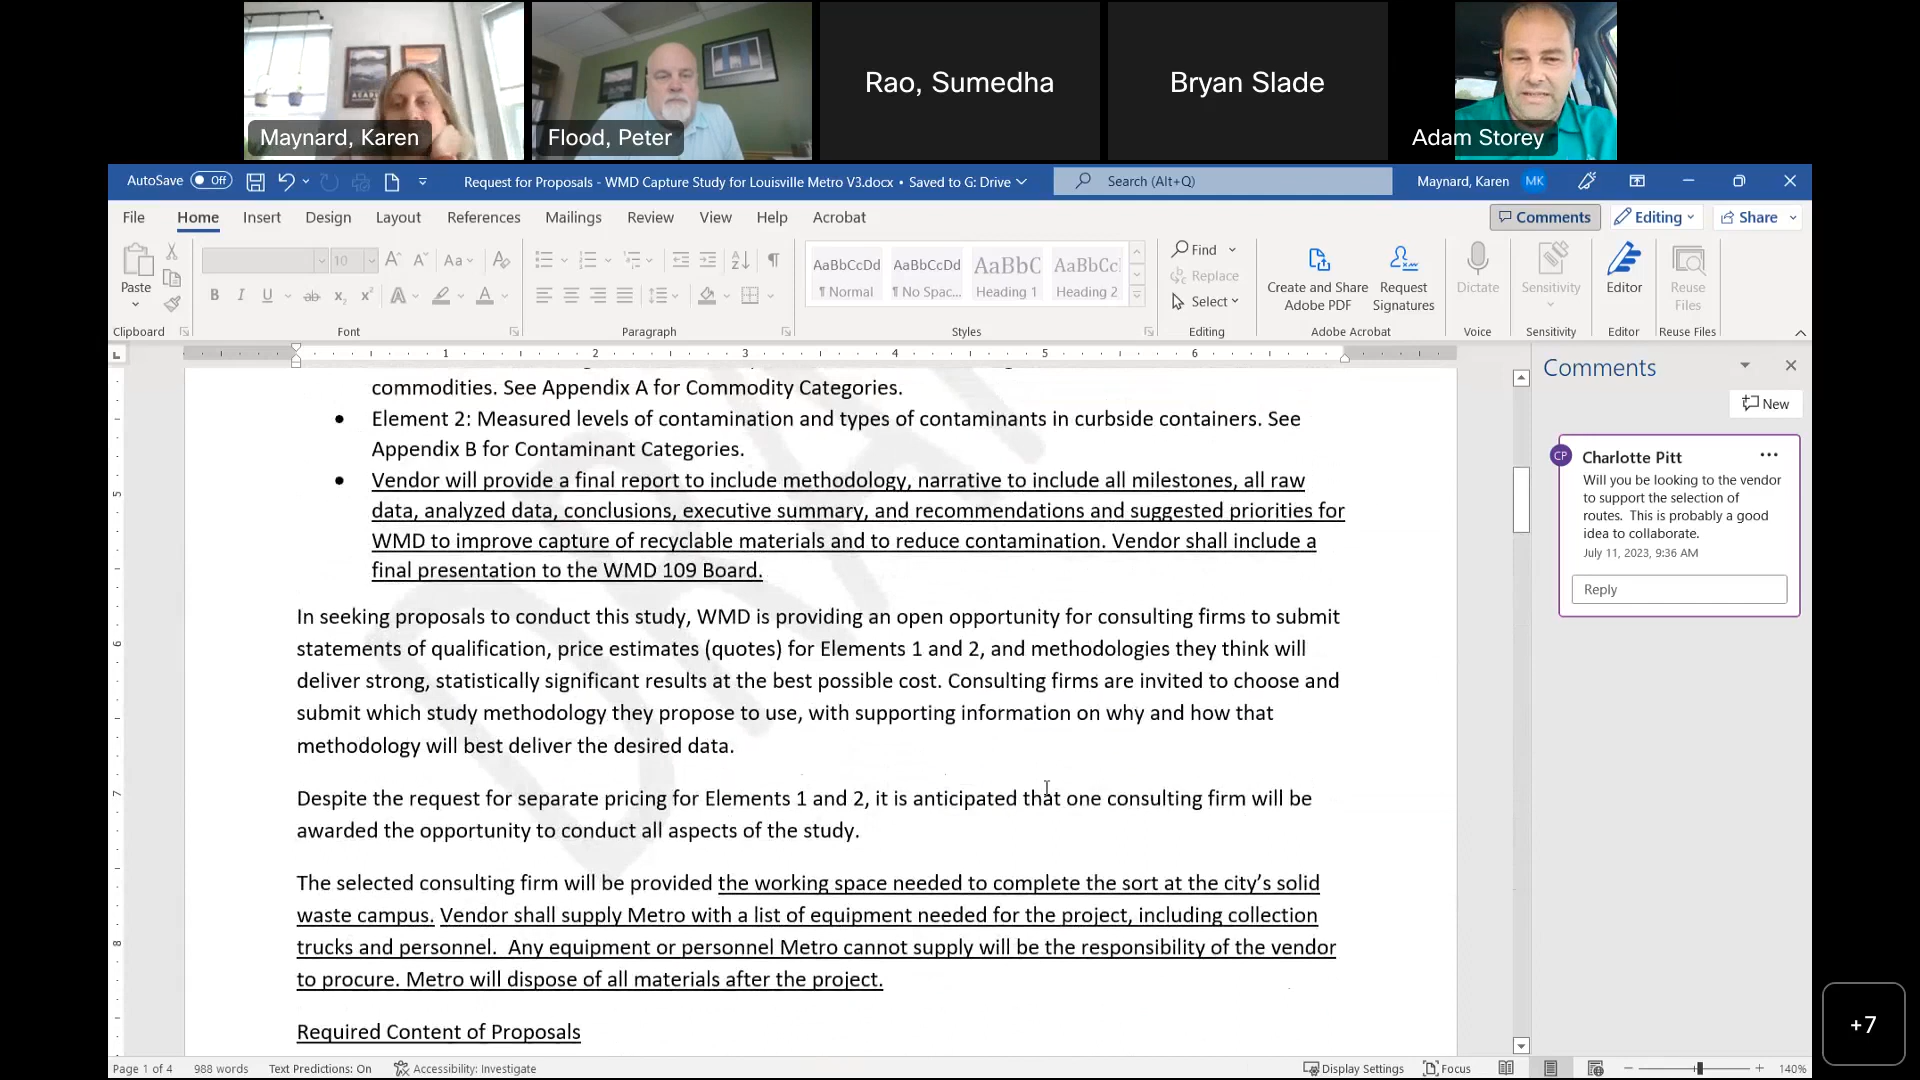 Maynard, Karen
Flood, Peter
Rao, Sumedha
Bryan Slade
Adam Storey
AutoSave Off
Request for Proposals - WMD Capture Study for Louisville Metro V3.docx • Saved to G: Drive
Search (Alt+Q)
Maynard, Karen MK
File Home Insert Design Layout References Mailings Review View Help Acrobat
Comments Editing Share
Paste
Clipboard
10
Font
Paragraph
AaBbCcDd AaBbCcDd AaBbC AaBbCc
¶ Normal ¶ No Spac... Heading 1 Heading 2
Styles
Find
Replace
Select
Editing
Create and Share
Adobe PDF
Request
Signatures
Adobe Acrobat
Dictate
Voice
Sensitivity
Sensitivity
Editor
Editor
Reuse
Files
Reuse Files
1 2 3 4 5 6
commodities. See Appendix A for Commodity Categories.
• Element 2: Measured levels of contamination and types of contaminants in curbside containers. See
Appendix B for Contaminant Categories.
• Vendor will provide a final report to include methodology, narrative to include all milestones, all raw
data, analyzed data, conclusions, executive summary, and recommendations and suggested priorities for
WMD to improve capture of recyclable materials and to reduce contamination. Vendor shall include a
final presentation to the WMD 109 Board.
In seeking proposals to conduct this study, WMD is providing an open opportunity for consulting firms to submit
statements of qualification, price estimates (quotes) for Elements 1 and 2, and methodologies they think will
deliver strong, statistically significant results at the best possible cost. Consulting firms are invited to choose and
submit which study methodology they propose to use, with supporting information on why and how that
methodology will best deliver the desired data.
Despite the request for separate pricing for Elements 1 and 2, it is anticipated that one consulting firm will be
awarded the opportunity to conduct all aspects of the study.
The selected consulting firm will be provided the working space needed to complete the sort at the city’s solid
waste campus. Vendor shall supply Metro with a list of equipment needed for the project, including collection
trucks and personnel.  Any equipment or personnel Metro cannot supply will be the responsibility of the vendor
to procure. Metro will dispose of all materials after the project.
Required Content of Proposals
Comments
New
CP Charlotte Pitt
Will you be looking to the vendor
to support the selection of
routes.  This is probably a good
idea to collaborate.
July 11, 2023, 9:36 AM
Reply
Page 1 of 4 988 words Text Predictions: On Accessibility: Investigate
Display Settings Focus 140%
+7